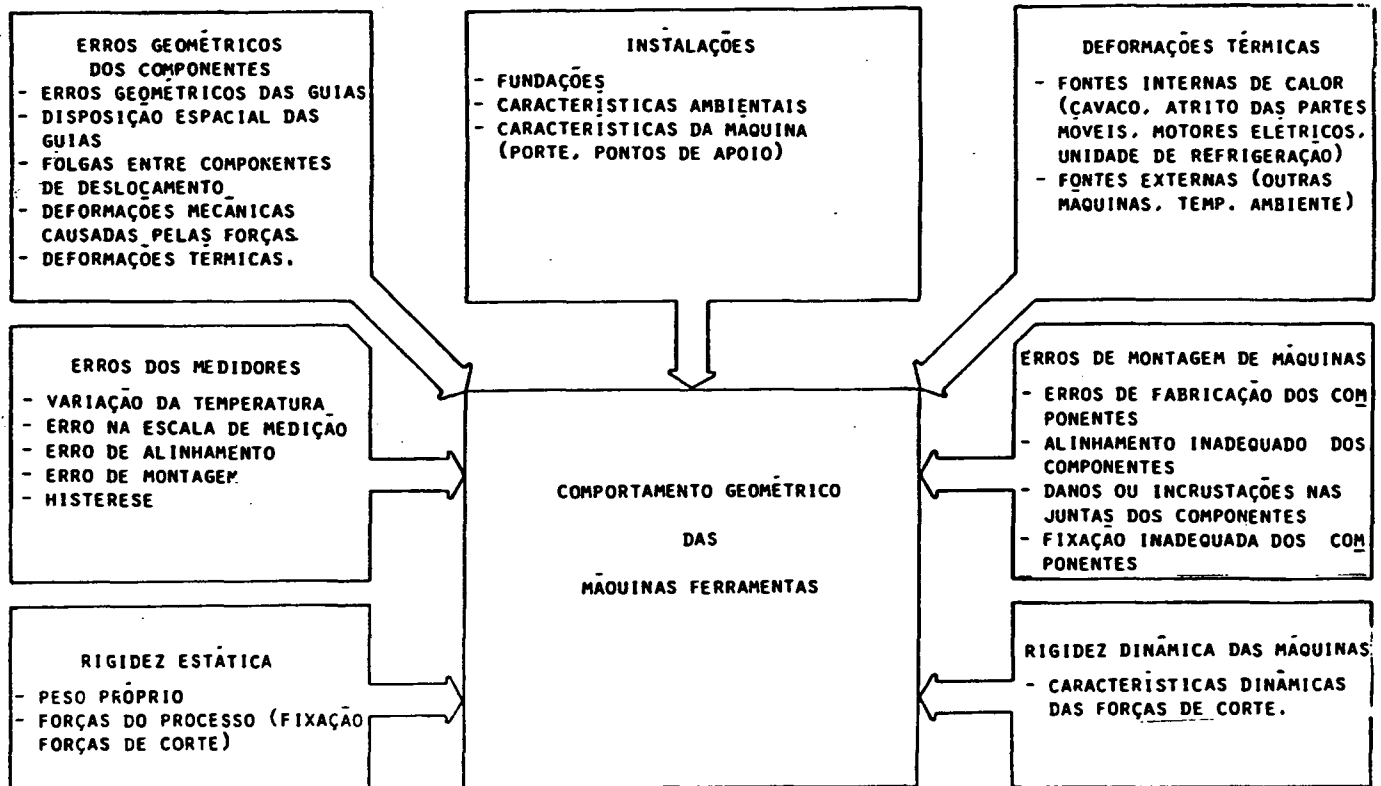 ERROS GEOMÉTRICOS
DOS COMPONENTES
- ERROS GEOMÉTRICOS DAS GUIAS
- DISPOSIÇÃO ESPACIAL DAS
GUIAS
- FOLGAS ENTRE COMPONENTES
DE DESLOCAMENTO
- DEFORMAÇÕES MECÂNICAS
CAUSADAS PELAS FORÇAS
- DEFORMAÇÕES TÉRMICAS.
INSTALAÇÕES
- FUNDAÇÕES
- CARACTERÍSTICAS AMBIENTAIS
- CARACTERÍSTICAS DA MÁQUINA
(PORTE, PONTOS DE APOIO)
DEFORMAÇÕES TÉRMICAS
- FONTES INTERNAS DE CALOR
(CAVACO, ATRITO DAS PARTES
MÓVEIS, MOTORES ELÉTRICOS,
UNIDADE DE REFRIGERAÇÃO)
- FONTES EXTERNAS (OUTRAS
MÁQUINAS, TEMP. AMBIENTE)
ERROS DOS MEDIDORES
- VARIAÇÃO DA TEMPERATURA
- ERRO NA ESCALA DE MEDIÇÃO
- ERRO DE ALINHAMENTO
- ERRO DE MONTAGEM
- HISTERESE
COMPORTAMENTO GEOMÉTRICO
DAS
MÁQUINAS FERRAMENTAS
ERROS DE MONTAGEM DE MÁQUINAS
- ERROS DE FABRICAÇÃO DOS COM
PONENTES
- ALINHAMENTO INADEQUADO DOS
COMPONENTES
- DANOS OU INCRUSTAÇÕES NAS
JUNTAS DOS COMPONENTES
- FIXAÇÃO INADEQUADA DOS COM
PONENTES
RIGIDEZ ESTÁTICA
- PESO PRÓPRIO
- FORÇAS DO PROCESSO (FIXAÇÃO
FORÇAS DE CORTE)
RIGIDEZ DINÂMICA DAS MÁQUINAS
- CARACTERÍSTICAS DINÂMICAS
DAS FORÇAS DE CORTE.